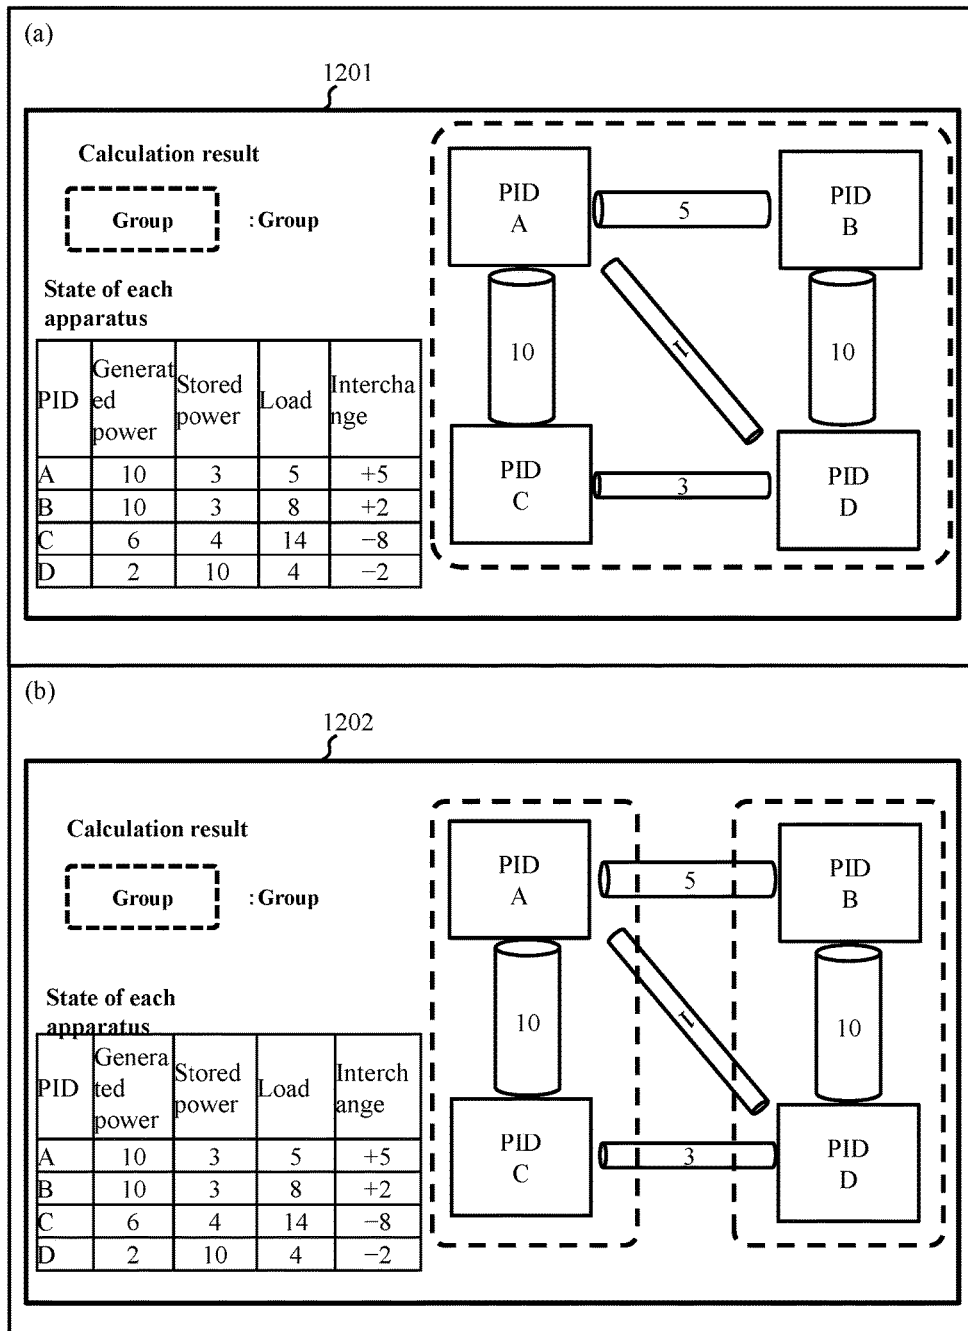 (a)
1201
Calculation result
Group
:Group
State of each
apparatus
PID
Generat
ed
power
Stored
power
Load
Intercha
nge
A 10 3 5 +5
B 10 3 8 +2
C 6 4 14 −8
D 2 10 4 −2
PID
A
5
PID
B
10
1
10
PID
C
3
PID
D
(b)
1202
Calculation result
Group
:Group
State of each
apparatus
PID
Genera
ted
power
Stored
power
Load
Interch
ange
A 10 3 5 +5
B 10 3 8 +2
C 6 4 14 −8
D 2 10 4 −2
PID
A
5
PID
B
10
1
10
PID
C
3
PID
D